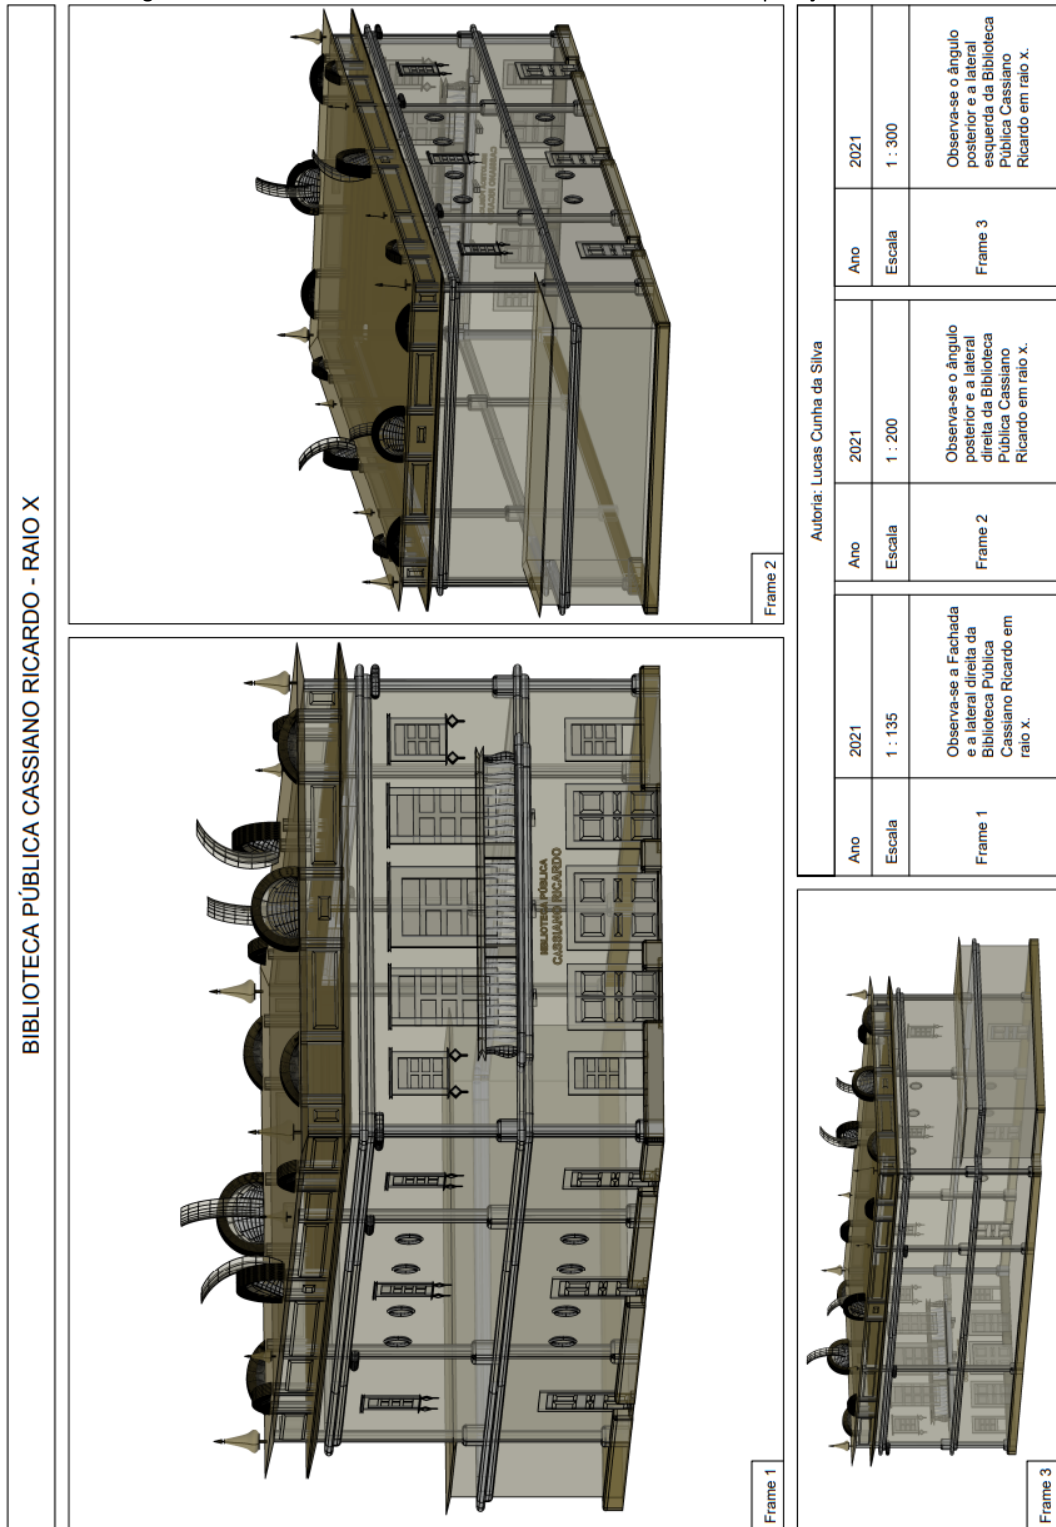 BIBLIOTECA PÚBLICA CASSIANO RICARDO - RAIO X
BIBLIOTECA PÚBLICA
CASSIANO RICARDO
Frame 1
Frame 2
Frame 3
Autoria: Lucas Cunha da Silva
Ano
2021
Ano
2021
Ano
2021
Escala
1 : 135
Escala
1 : 200
Escala
1 : 300
Frame 1
Observa-se a Fachada
e a lateral direita da
Biblioteca Pública
Cassiano Ricardo em
raio x.
Frame 2
Observa-se o ângulo
posterior e a lateral
direita da Biblioteca
Pública Cassiano
Ricardo em raio x.
Frame 3
Observa-se o ângulo
posterior e a lateral
esquerda da Biblioteca
Pública Cassiano
Ricardo em raio x.